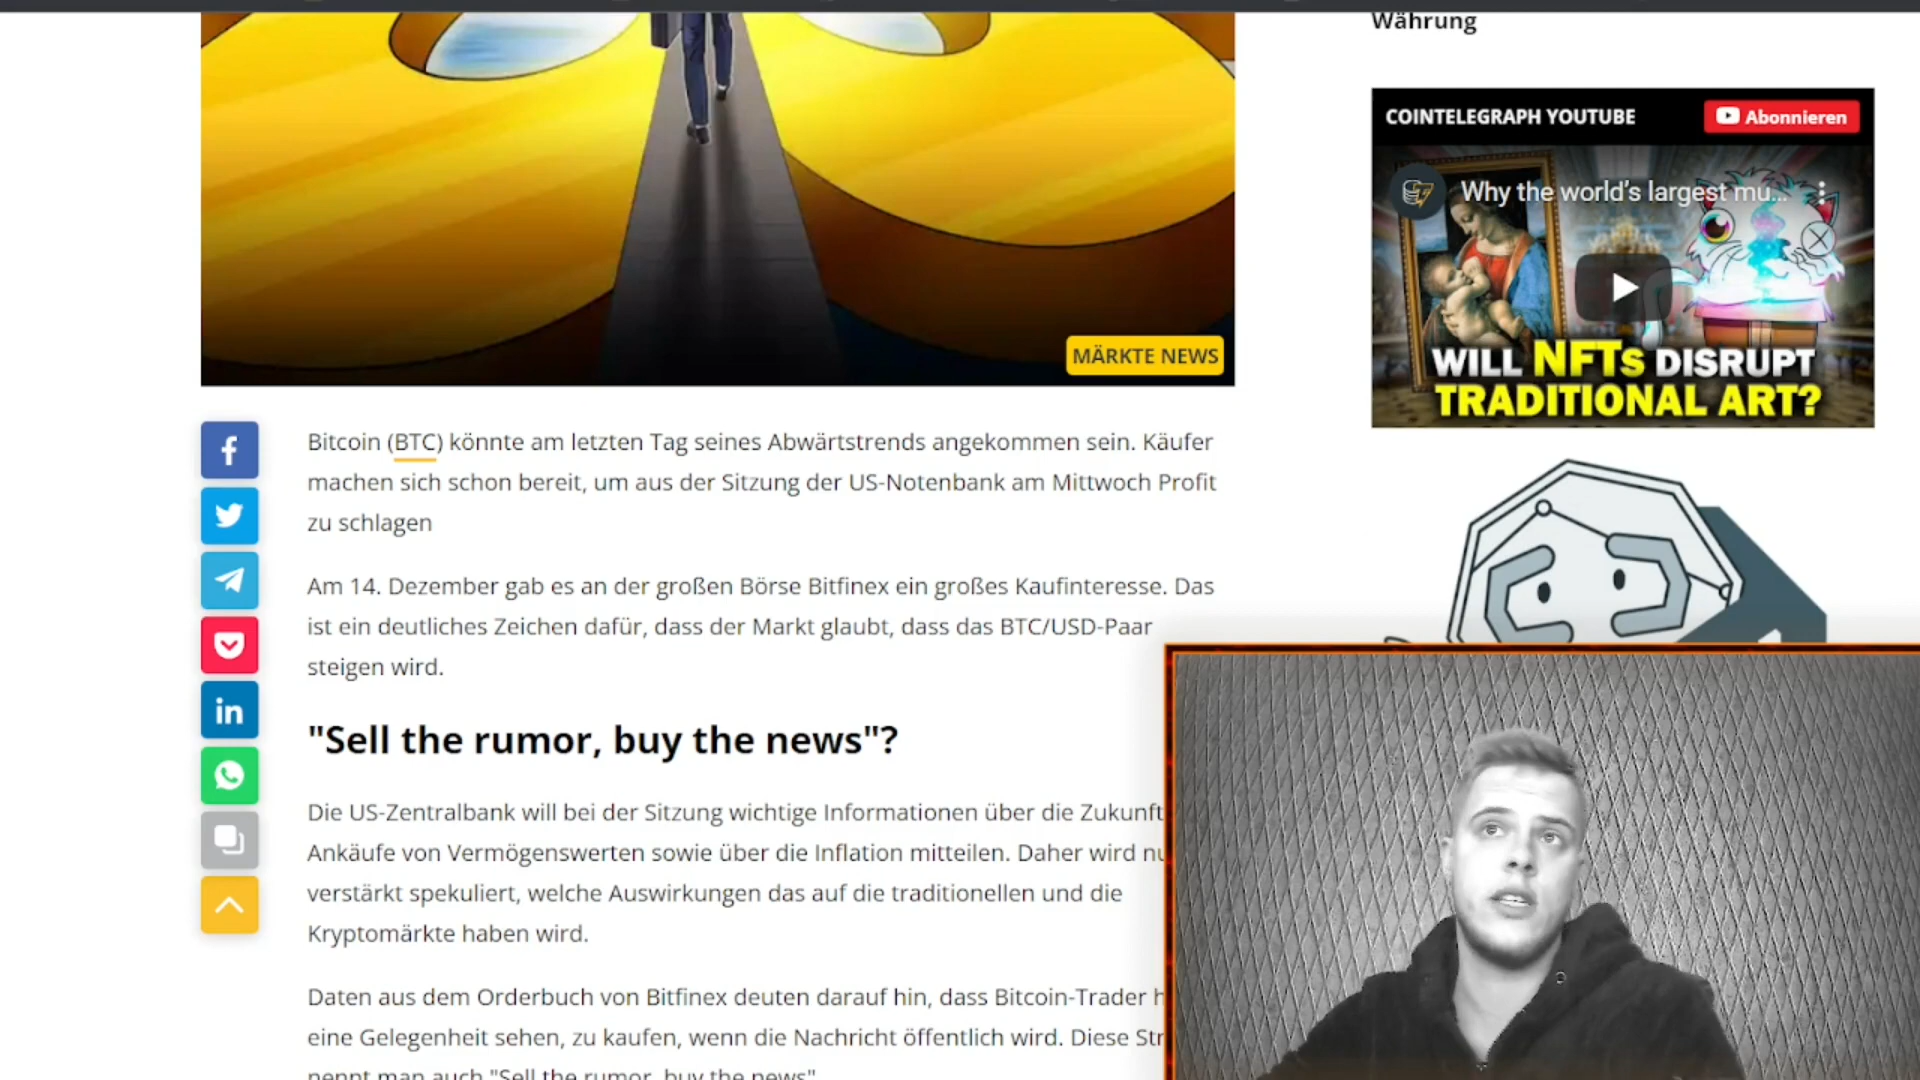 Währung
COINTELEGRAPH YOUTUBE
Abonnieren
Why the world's largest mu...
WILL NFTs DISRUPT
TRADITIONAL ART?
MÄRKTE NEWS
Bitcoin (BTC) könnte am letzten Tag seines Abwärtstrends angekommen sein. Käufer
machen sich schon bereit, um aus der Sitzung der US-Notenbank am Mittwoch Profit
zu schlagen
Am 14. Dezember gab es an der großen Börse Bitfinex ein großes Kaufinteresse. Das
ist ein deutliches Zeichen dafür, dass der Markt glaubt, dass das BTC/USD-Paar
steigen wird.
"Sell the rumor, buy the news"?
Die US-Zentralbank will bei der Sitzung wichtige Informationen über die Zukunft
Ankäufe von Vermögenswerten sowie über die Inflation mitteilen. Daher wird
verstärkt spekuliert, welche Auswirkungen das auf die traditionellen und die
Kryptomärkte haben wird.
Daten aus dem Orderbuch von Bitfinex deuten darauf hin, dass Bitcoin-Trader
eine Gelegenheit sehen, zu kaufen, wenn die Nachricht öffentlich wird. Diese
nennt man auch "Sell the rumor, buy the news"